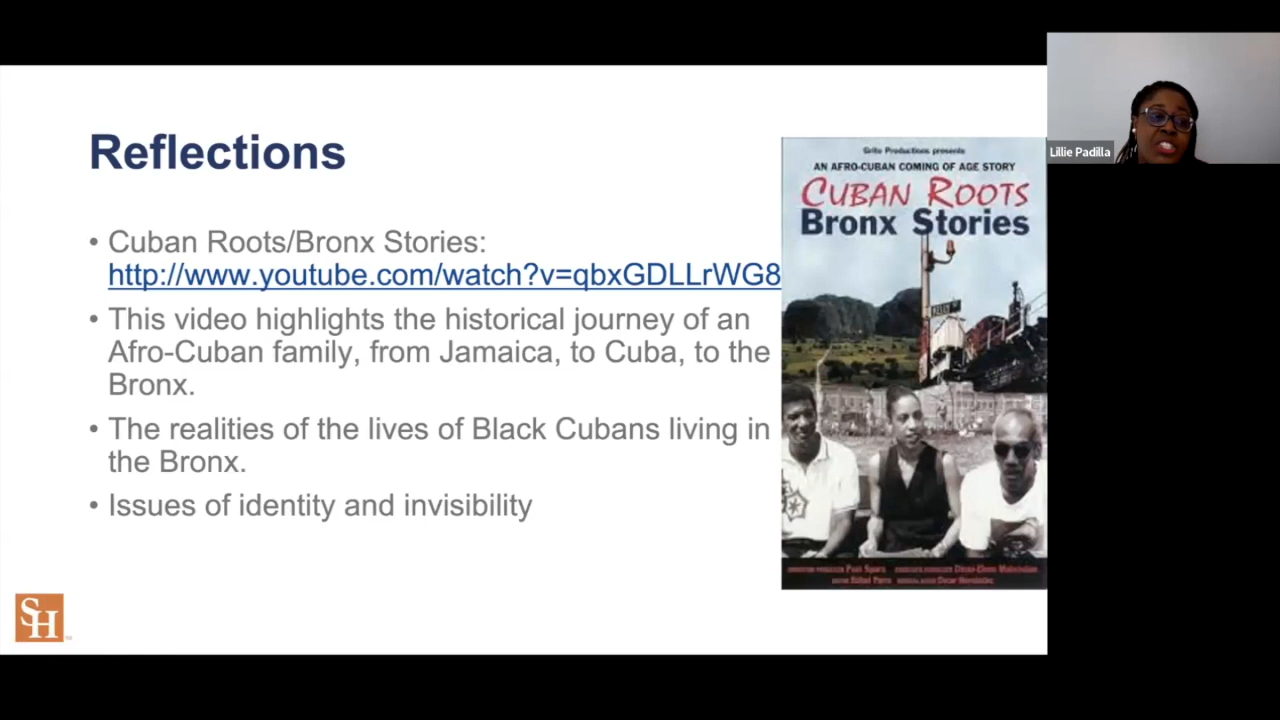 Reflections
• Cuban Roots/Bronx Stories:
http://www.youtube.com/watch?v=qbxGDLLrWG8
• This video highlights the historical journey of an
Afro-Cuban family, from Jamaica, to Cuba, to the
Bronx.
• The realities of the lives of Black Cubans living in
the Bronx.
• Issues of identity and invisibility
Grito Productions presents
AN AFRO-CUBAN COMING OF AGE STORY
CUBAN ROOTS
Bronx Stories
Lillie Padilla
SH